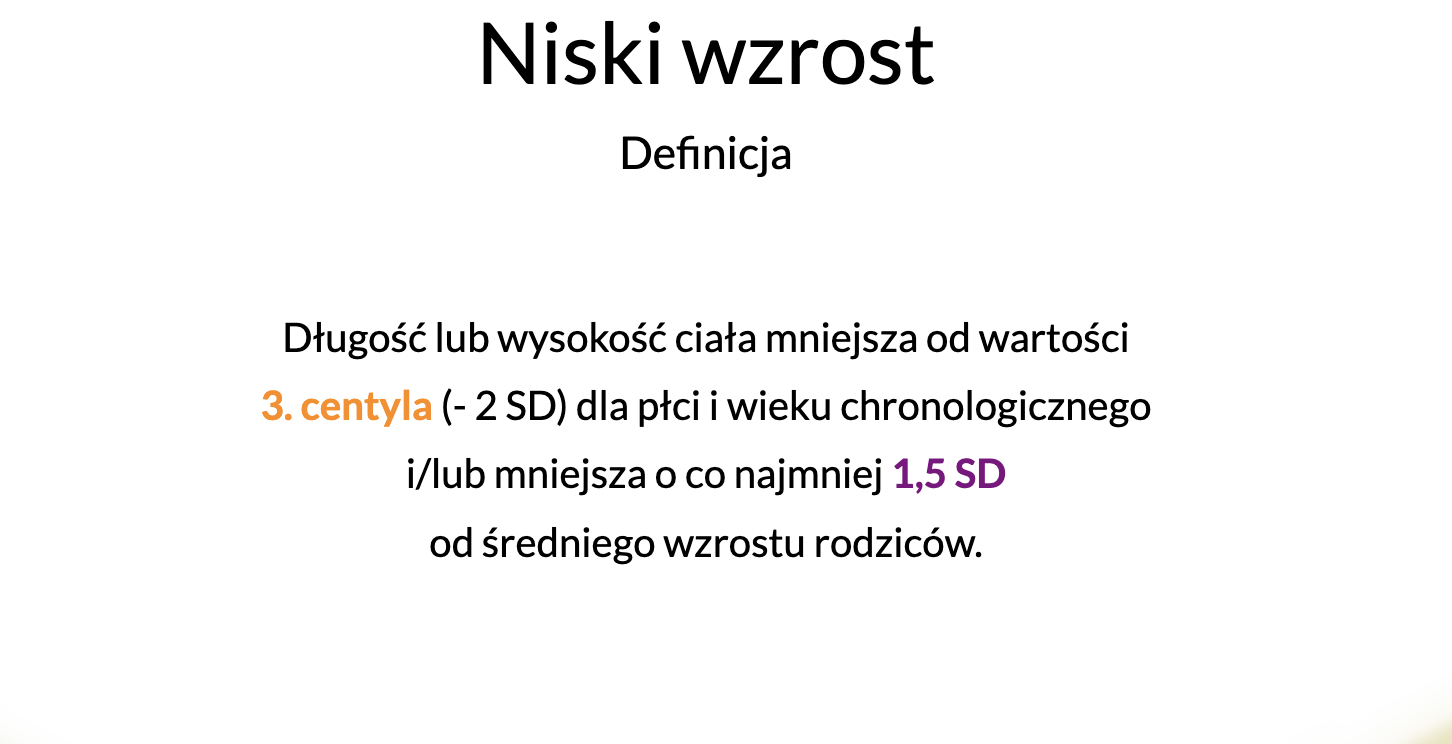 Niski wzrost
Definicja
Długość lub wysokość ciała mniejsza od wartości
3. centyla (- 2 SD) dla płci i wieku chronologicznego
i/lub mniejsza o co najmniej 1,5 SD
od średniego wzrostu rodziców.